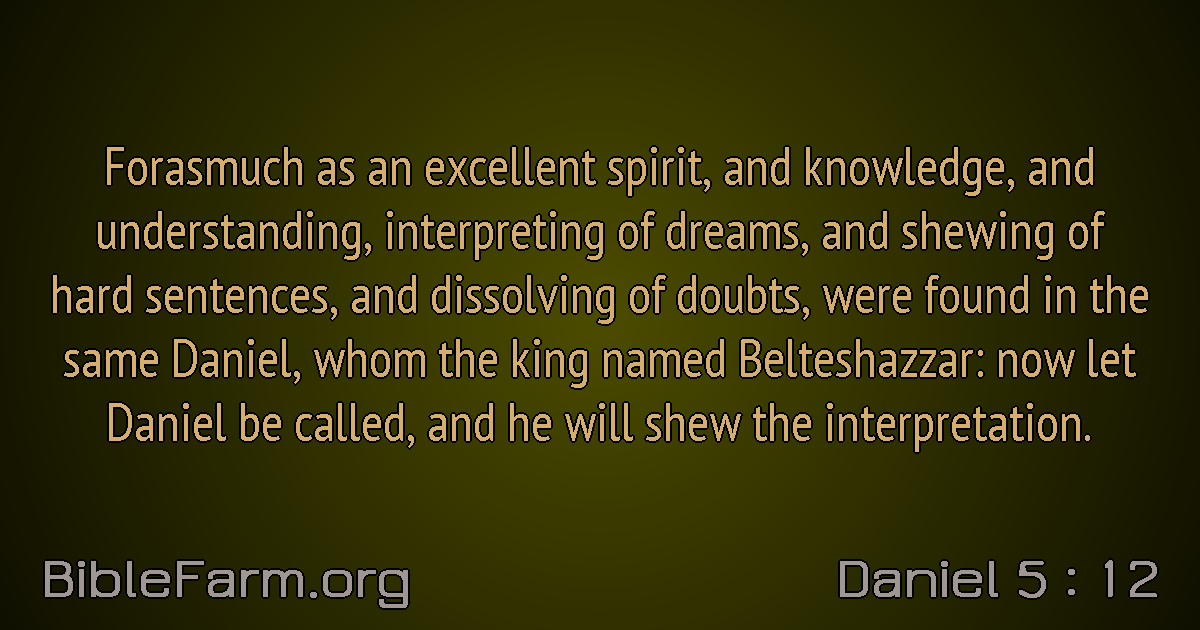 Forasmuch as an excellent spirit, and knowledge, and
understanding, interpreting of dreams, and shewing of
hard sentences, and dissolving of doubts, were found in the
same Daniel, whom the king named Belteshazzar: now let
Daniel be called, and he will shew the interpretation.
BibleFarm.org
Daniel 5 : 12